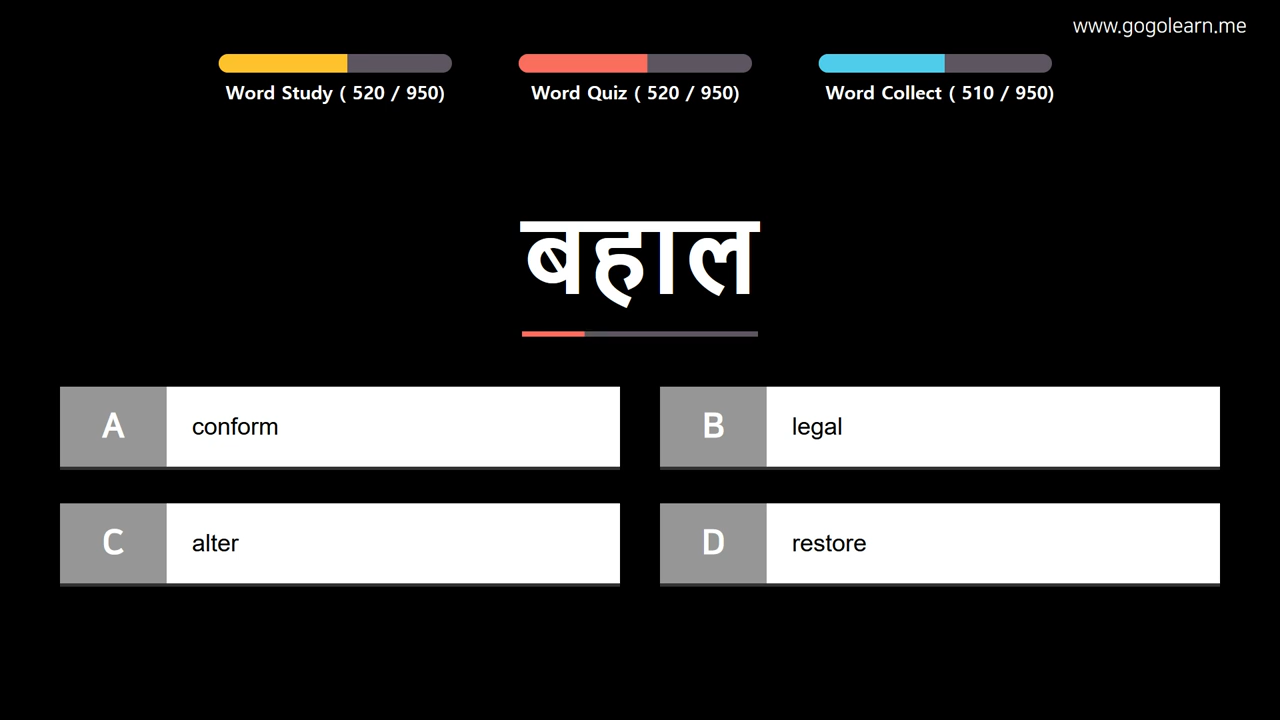 www.gogolearn.me
Word Study ( 520 / 950)
Word Quiz ( 520 / 950)
Word Collect ( 510 / 950)
बहाल
A conform
B legal
C alter
D restore